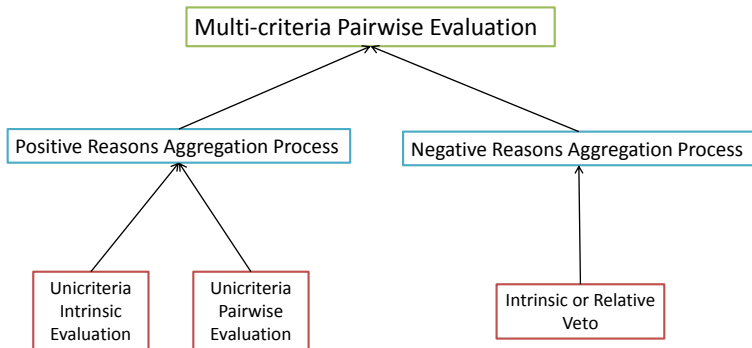 Multi-criteria Pairwise Evaluation
Positive Reasons Aggregation Process
Negative Reasons Aggregation Process
Unicriteria
Intrinsic
Evaluation
Unicriteria
Pairwise
Evaluation
Intrinsic or Relative
Veto